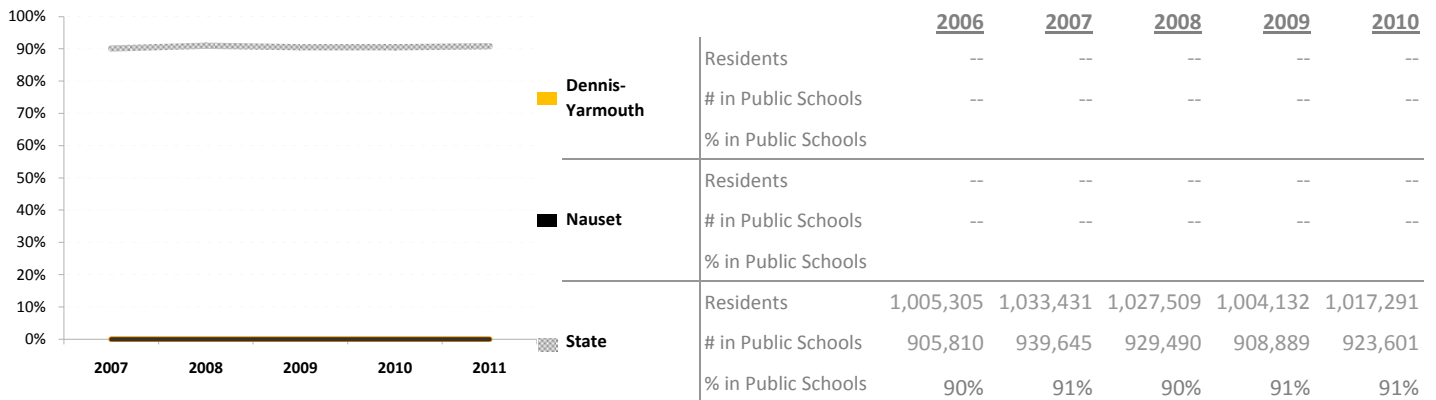 100%
90%
80%
70%
60%
50%
40%
30%
20%
10%
0%
2007 2008 2009 2010 2011
2006 2007 2008 2009 2010
Dennis-
Yarmouth
Residents -- -- -- -- --
# in Public Schools -- -- -- -- --
% in Public Schools
Nauset
Residents -- -- -- -- --
# in Public Schools -- -- -- -- --
% in Public Schools
State
Residents 1,005,305 1,033,431 1,027,509 1,004,132 1,017,291
# in Public Schools 905,810 939,645 929,490 908,889 923,601
% in Public Schools 90% 91% 90% 91% 91%